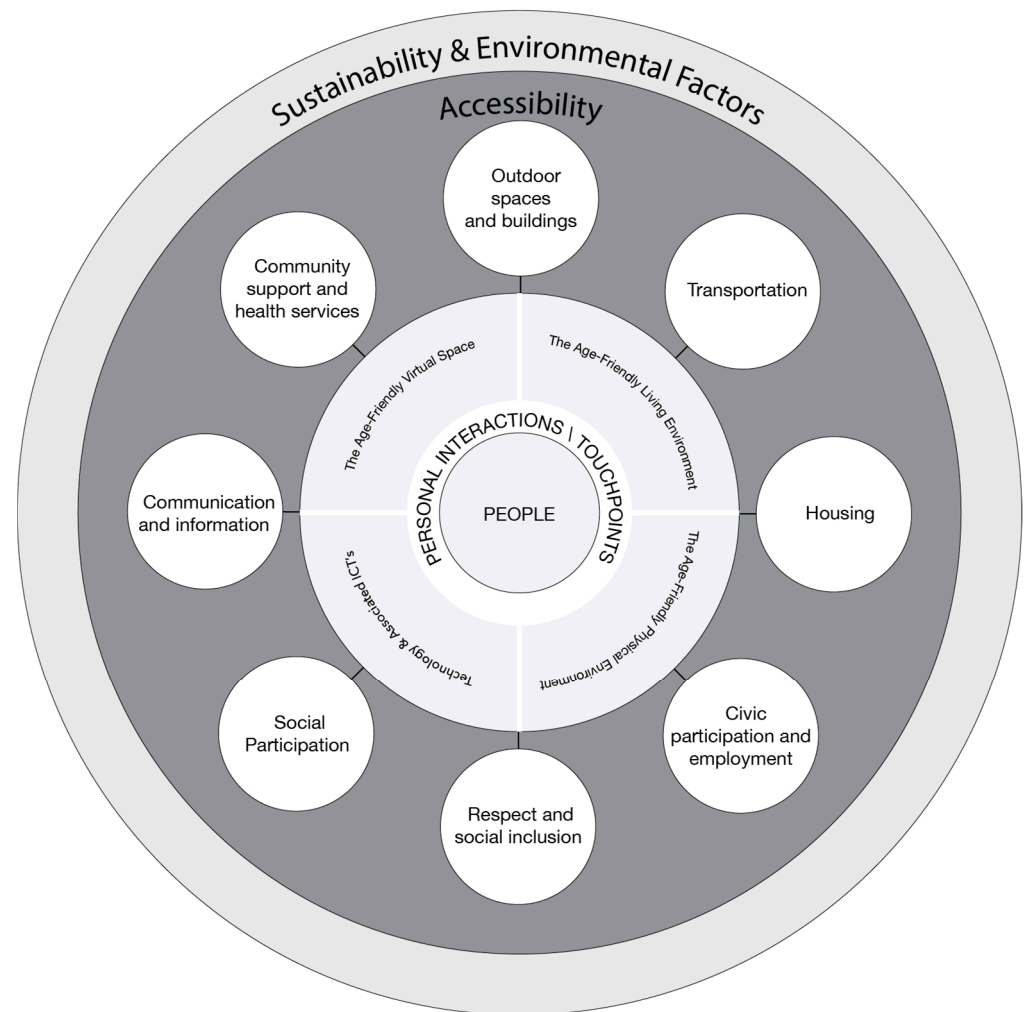 Sustainability & Environmental Factors
Accessibility
Outdoor
spaces
and buildings
Transportation
Housing
Civic
participation and
employment
Respect and
social inclusion
Social
Participation
Communication
and information
Community
support and
health services
The Age-Friendly Virtual Space
The Age-Friendly Living Environment
The Age-Friendly Physical Environment
Technology & Associated ICT's
PERSONAL INTERACTIONS \ TOUCHPOINTS
PEOPLE